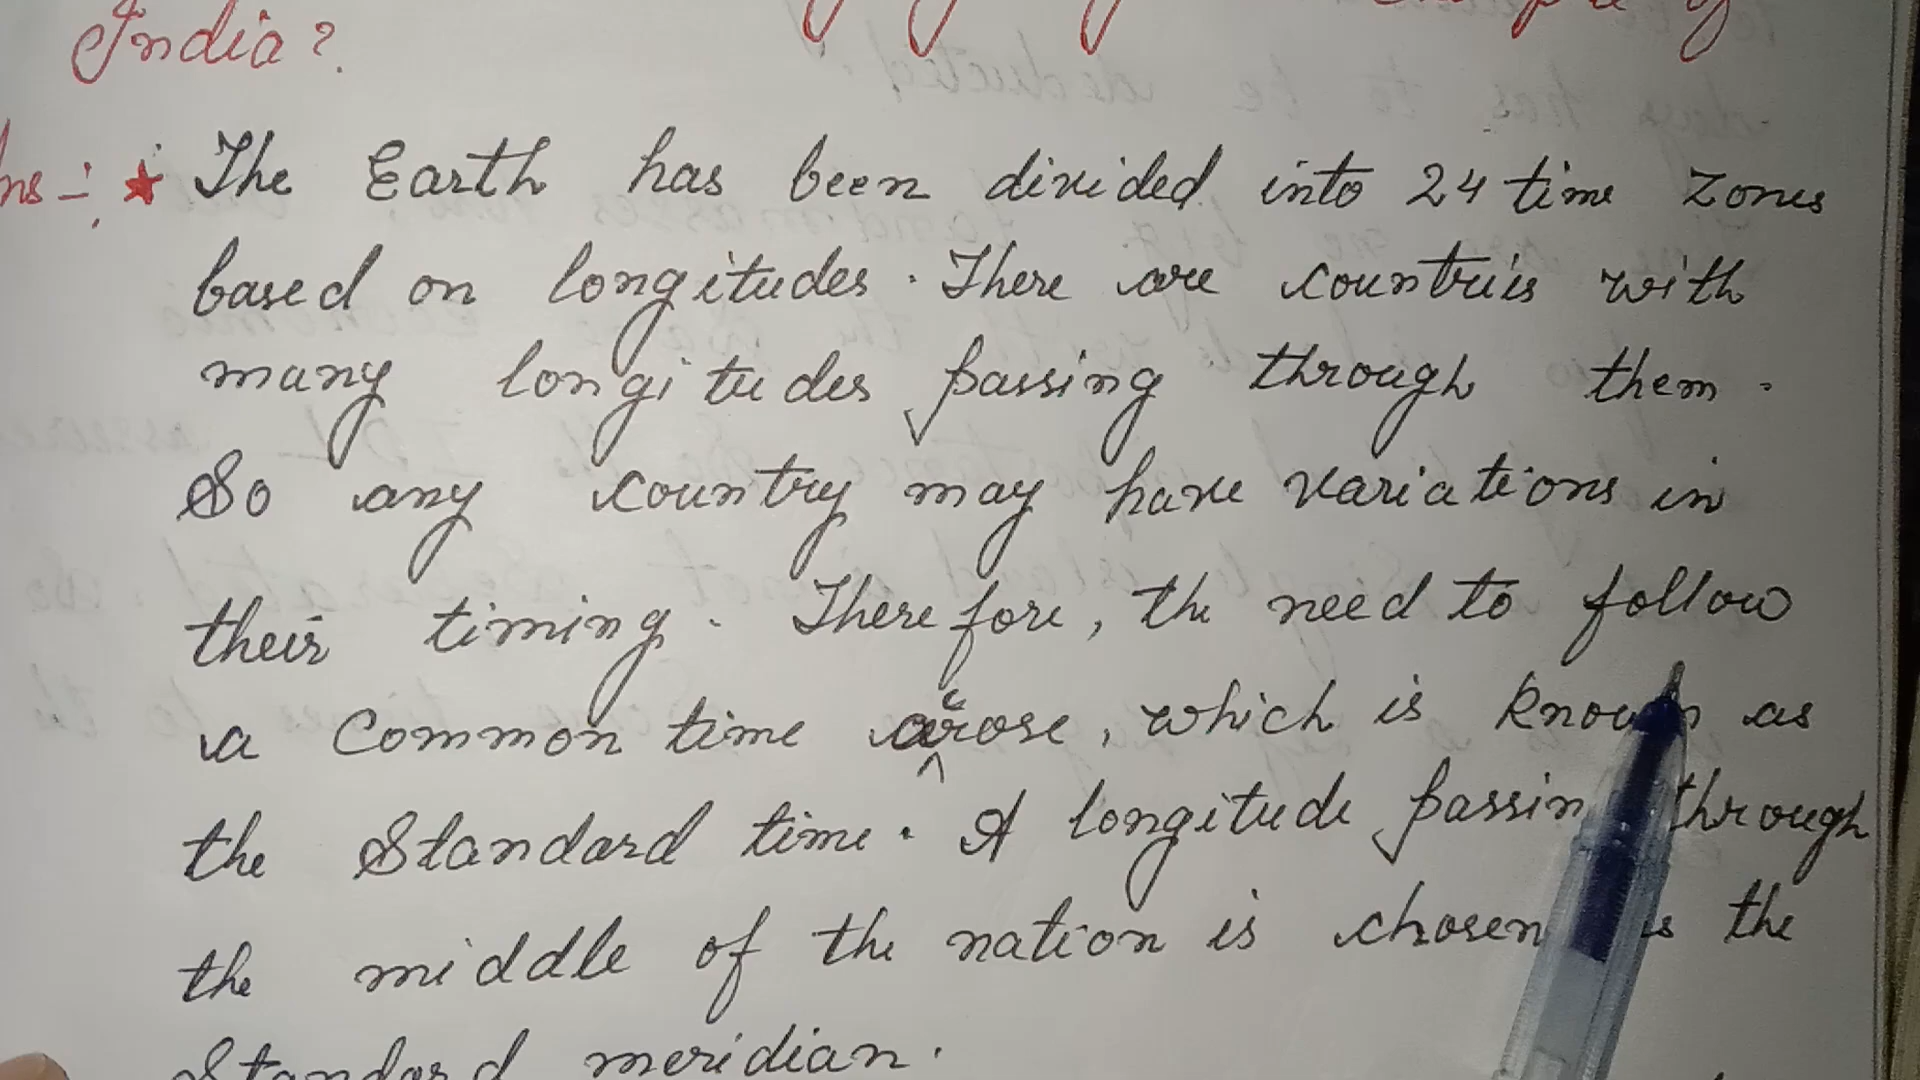 of
India?
Ans :- ★ The Earth has been divided into 24 time zones
based on longitudes. There are countries with
many longitudes passing through them.
So any country may have variations in
their timing. Therefore, the need to follow
a common time arose, which is known as
the Standard time. A longitude passing through
the middle of the nation is chosen as the
Standard meridian.